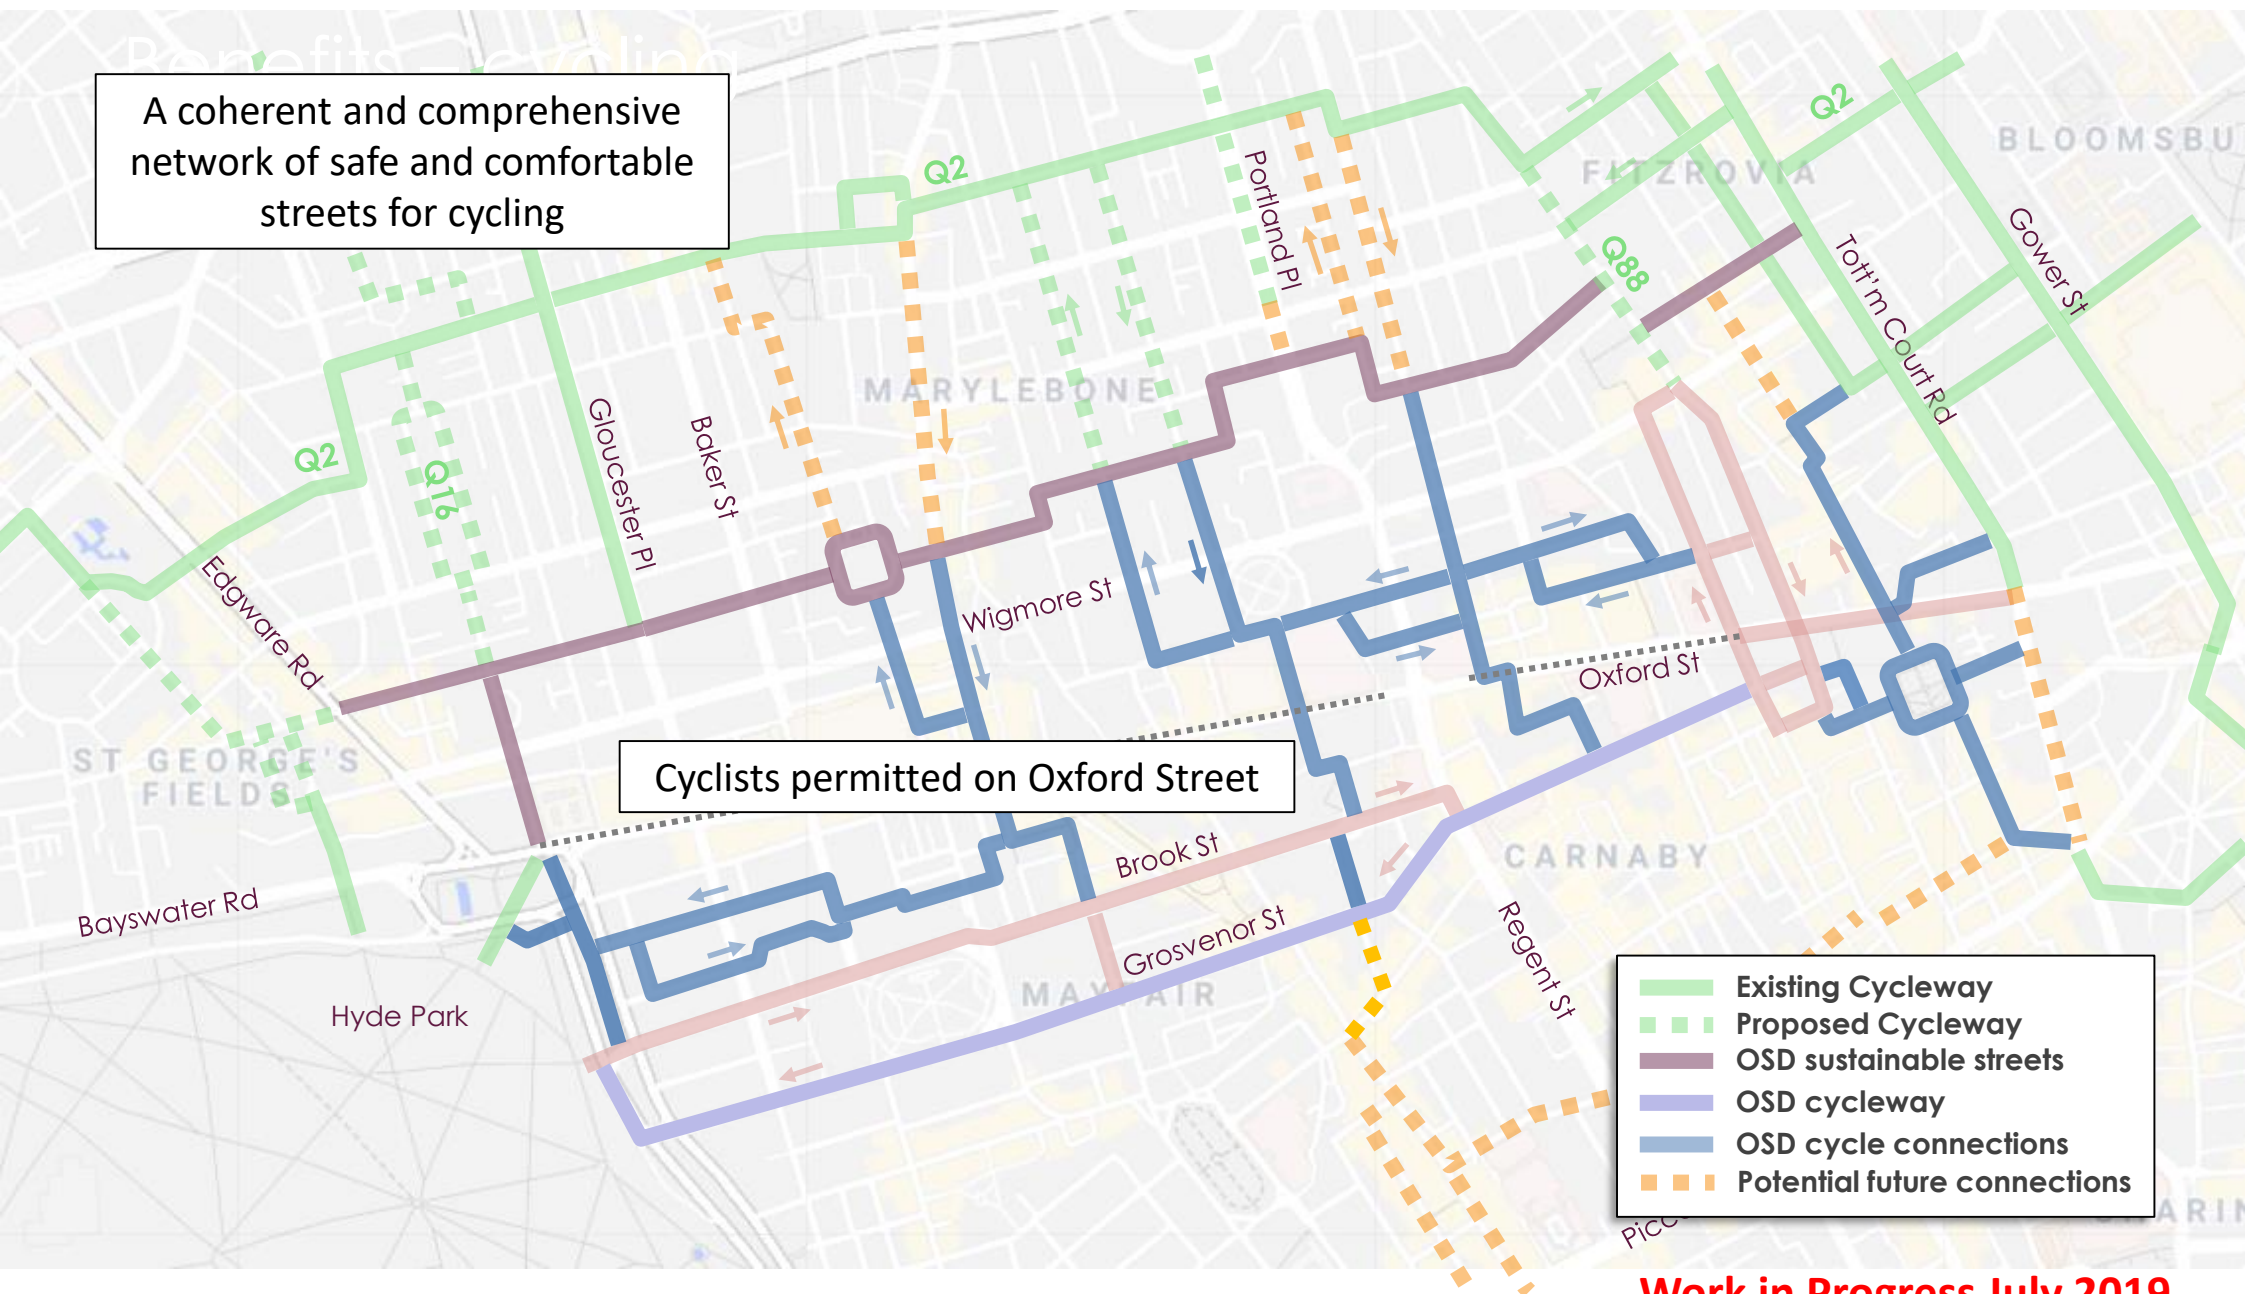 Benefits – cycling
A coherent and comprehensive
network of safe and comfortable
streets for cycling
Q2
Q2
BLOOMSBU
FITZROVIA
Portland Pl
Q88
Gower St
Tott'm Court Rd
MARYLEBONE
Gloucester Pl
Baker St
Q2
Q16
Edgware Rd
Wigmore St
Oxford St
ST GEORGE'S
FIELDS
Cyclists permitted on Oxford Street
Brook St
CARNABY
Bayswater Rd
Grosvenor St
Regent St
MAYFAIR
Hyde Park
Existing Cycleway
Proposed Cycleway
OSD sustainable streets
OSD cycleway
OSD cycle connections
Potential future connections
ARIN
Work in Progress July 2019